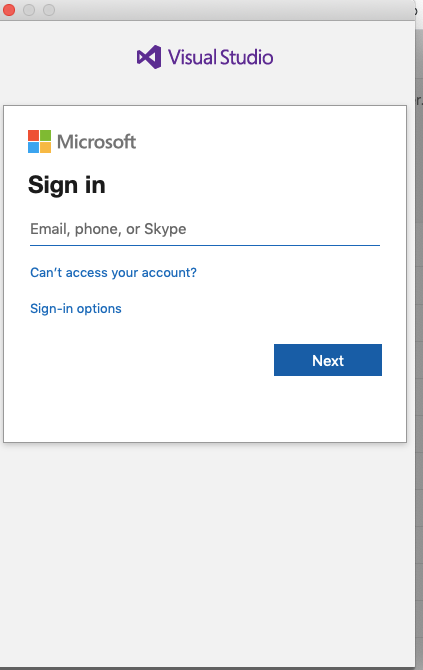 Visual Studio
Microsoft
Sign in
Email, phone, or Skype
Can't access your account?
Sign-in options
Next